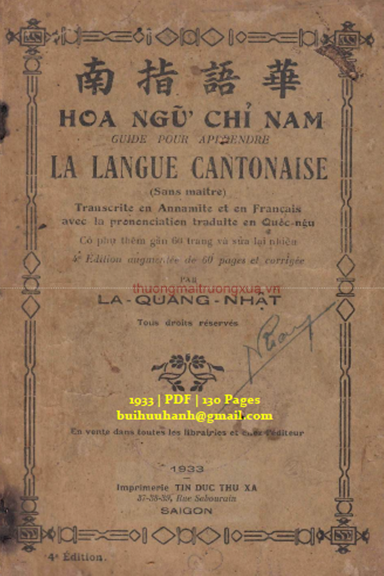 南指語華
HOA NGỮ CHỈ NAM
GUIDE POUR APPRENDRE
LA LANGUE CANTONAISE
(Sans maître)
Transcrite en Annamite et en Français
avec la prononciation traduite en Quốc-ngữ
Có phụ thêm gần 60 trang và sửa lại nhiều
4e Edition augmentée de 60 pages et corrigée
PAR
thuongmaitruongxua.vn
LA-QUANG-NHẬT
Tous droits réservés
1933 | PDF | 130 Pages
buihuuhanh@gmail.com
En vente dans toutes les librairies et chez l'éditeur
1933
Imprimerie TIN DUC THU XA
37-38-39, Rue Sabourain
SAIGON
4e Edition.